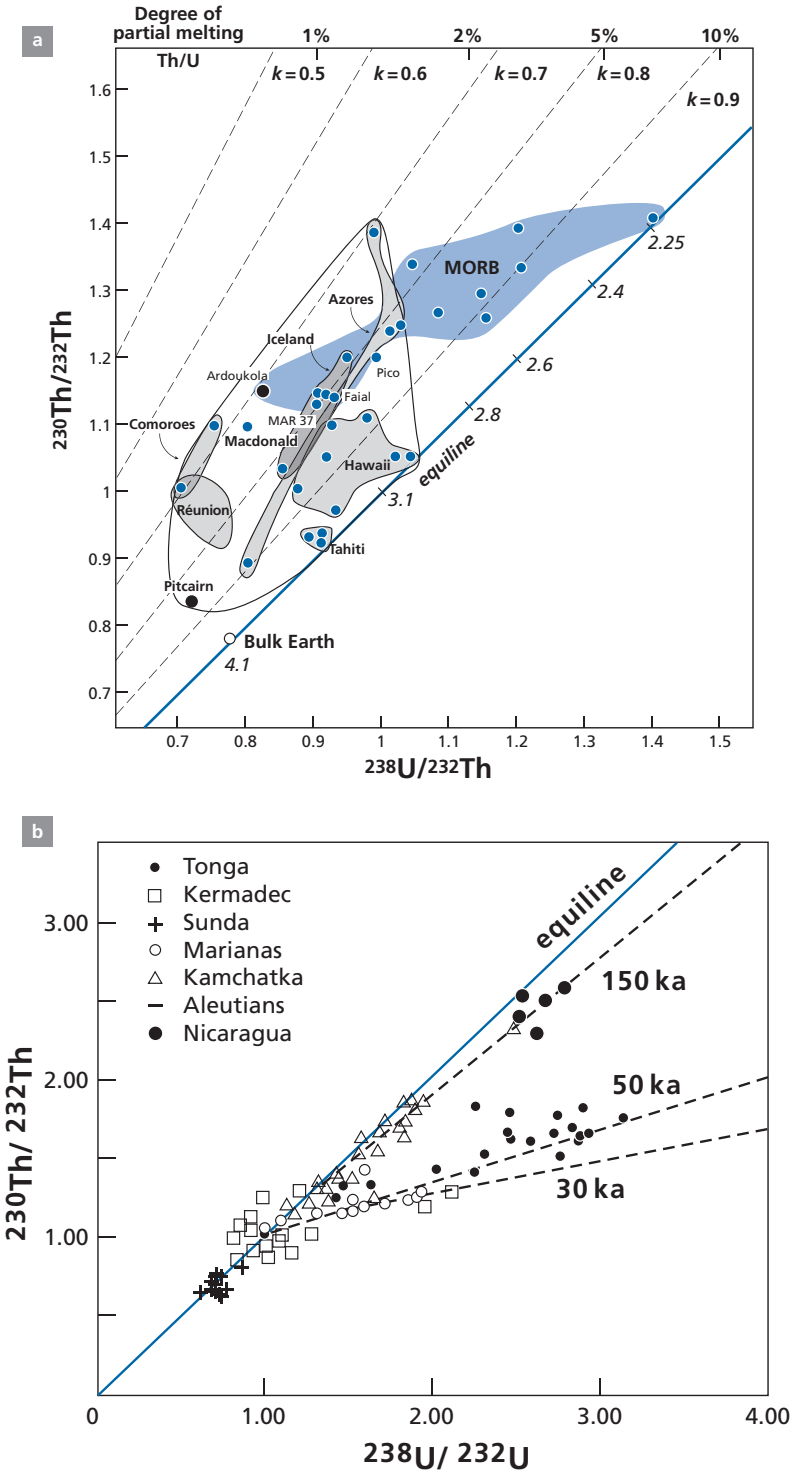 a
Degree of
partial melting
1%
2%
5%
10%
Th/U
k = 0.5
k = 0.6
k = 0.7
k = 0.8
k = 0.9
1.6
1.5
1.4
1.3
1.2
1.1
1
0.9
0.8
0.7
230Th/232Th
MORB
2.25
2.4
2.6
2.8
equiline
3.1
Azores
Iceland
Pico
Ardoukola
Faial
MAR 37
Comoroes
Macdonald
Hawaii
Réunion
Tahiti
Pitcairn
Bulk Earth
4.1
0.7
0.8
0.9
1
1.1
1.2
1.3
1.4
1.5
238U/232Th
b
Tonga
Kermadec
Sunda
Marianas
Kamchatka
Aleutians
Nicaragua
equiline
150 ka
50 ka
30 ka
3.00
2.00
1.00
230Th/ 232Th
0
1.00
2.00
3.00
4.00
238U/ 232U